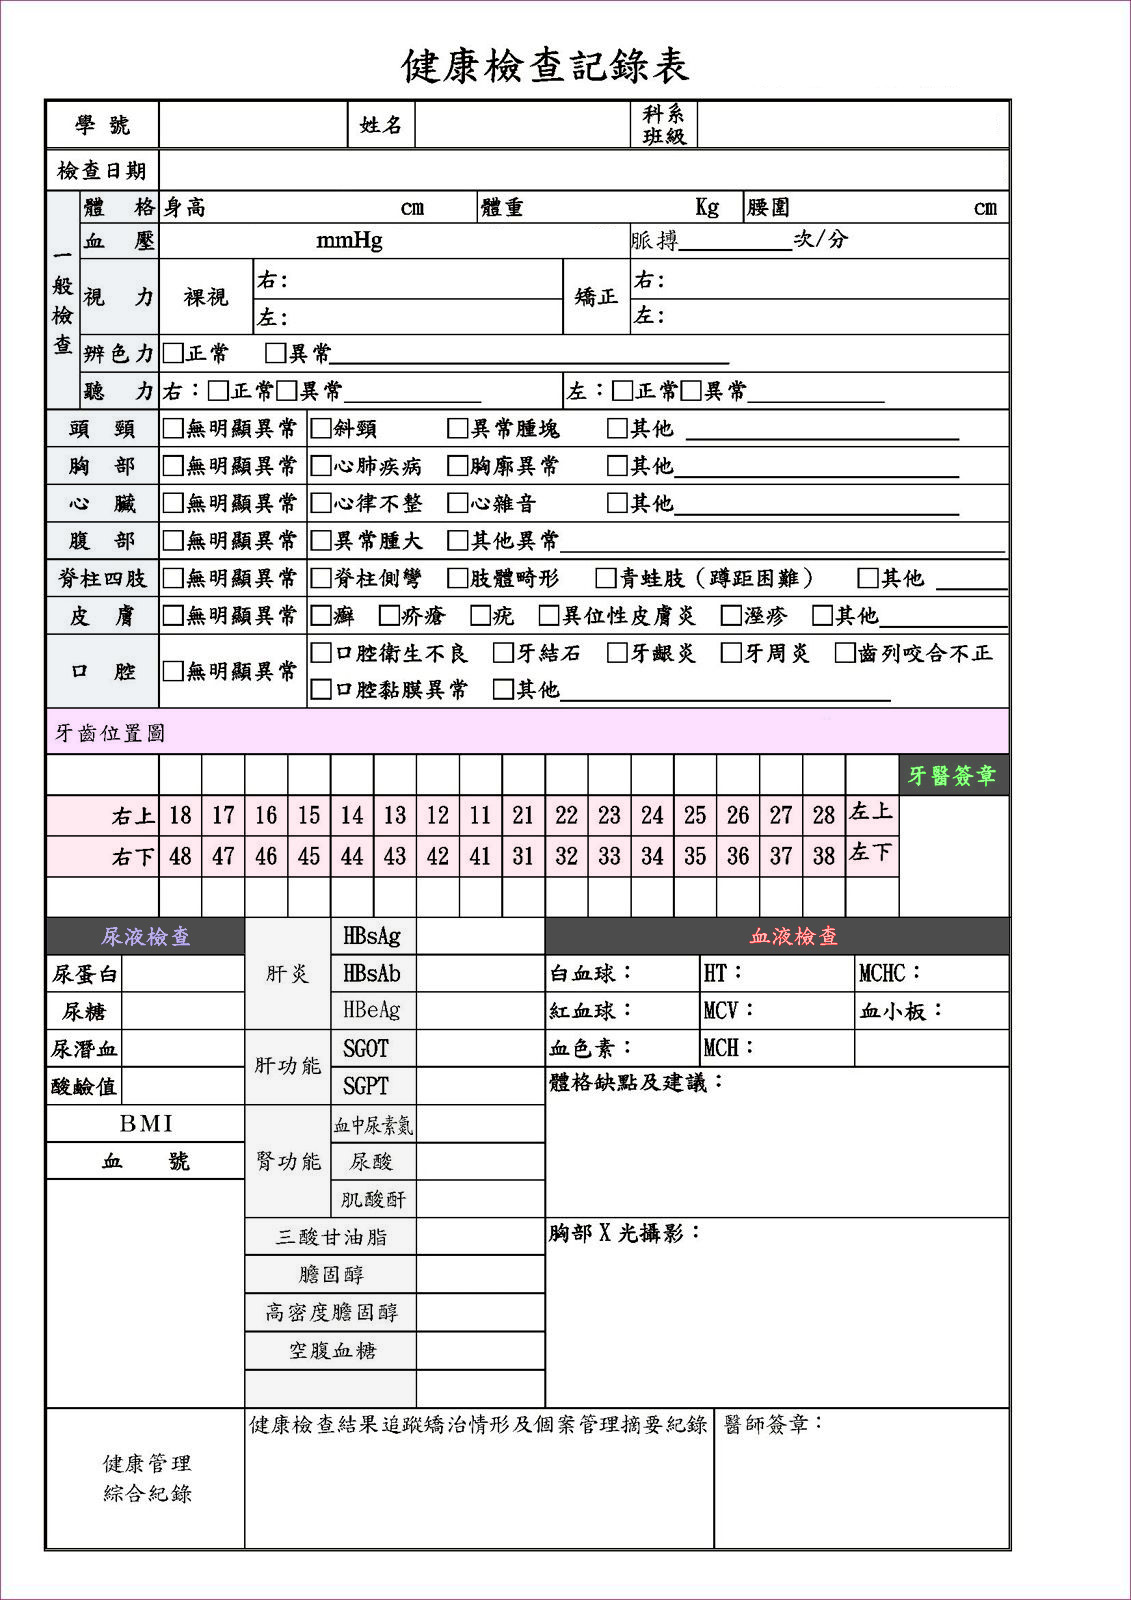 健康檢查記錄表
學 號 姓名 科系班級
檢查日期
一般檢查
體 格 身高 cm 體重 Kg 腰圍 cm
血 壓 mmHg 脈搏__________次/分
視 力 裸視 右: 矯正 右:
左: 左:
辨色力 □正常 □異常
聽 力 右：□正常□異常 左：□正常□異常
頭 頸 □無明顯異常 □斜頸 □異常腫塊 □其他
胸 部 □無明顯異常 □心肺疾病 □胸廓異常 □其他
心 臟 □無明顯異常 □心律不整 □心雜音 □其他
腹 部 □無明顯異常 □異常腫大 □其他異常
脊柱四肢 □無明顯異常 □脊柱側彎 □肢體畸形 □青蛙肢（蹲距困難） □其他
皮 膚 □無明顯異常 □癬 □疥瘡 □疣 □異位性皮膚炎 □溼疹 □其他
口 腔 □無明顯異常 □口腔衛生不良 □牙結石 □牙齦炎 □牙周炎 □齒列咬合不正
□口腔黏膜異常 □其他
牙齒位置圖
牙醫簽章
右上 18 17 16 15 14 13 12 11 21 22 23 24 25 26 27 28 左上
右下 48 47 46 45 44 43 42 41 31 32 33 34 35 36 37 38 左下
尿液檢查 肝炎 HBsAg 血液檢查
尿蛋白 HBsAb 白血球： HT： MCHC：
尿糖 HBeAg 紅血球： MCV： 血小板：
尿潛血 肝功能 SGOT 血色素： MCH：
酸鹼值 SGPT 體格缺點及建議：
BMI 腎功能 血中尿素氮
血 號 尿酸
肌酸酐
三酸甘油脂 胸部 X 光攝影：
膽固醇
高密度膽固醇
空腹血糖
健康檢查結果追蹤矯治情形及個案管理摘要紀錄 醫師簽章：
健康管理
綜合紀錄